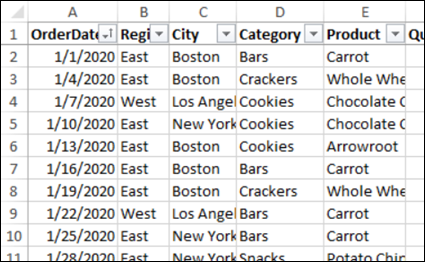 A B C D E
1 OrderDate Regi City Category Product Qu
2 1/1/2020 East Boston Bars Carrot
3 1/4/2020 East Boston Crackers Whole Whe
4 1/7/2020 West Los Angel Cookies Chocolate C
5 1/10/2020 East New York Cookies Chocolate C
6 1/13/2020 East Boston Cookies Arrowroot
7 1/16/2020 East Boston Bars Carrot
8 1/19/2020 East Boston Crackers Whole Whe
9 1/22/2020 West Los Angel Bars Carrot
10 1/25/2020 East New York Bars Carrot
11 1/28/2020 East New York Snacks Potato Chip